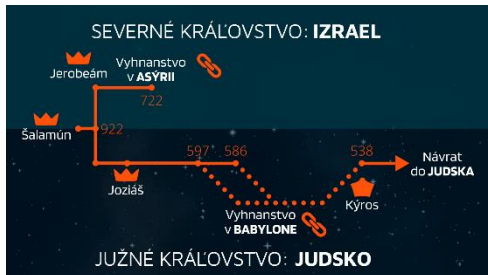 SEVERNÉ KRÁĽOVSTVO: IZRAEL
Jerobeám
Vyhnanstvo
v ASÝRII
722
Šalamún
922
Joziáš
597
586
538
Vyhnanstvo
v BABYLONE
Kýros
Návrat
do JUDSKA
JUŽNÉ KRÁĽOVSTVO: JUDSKO